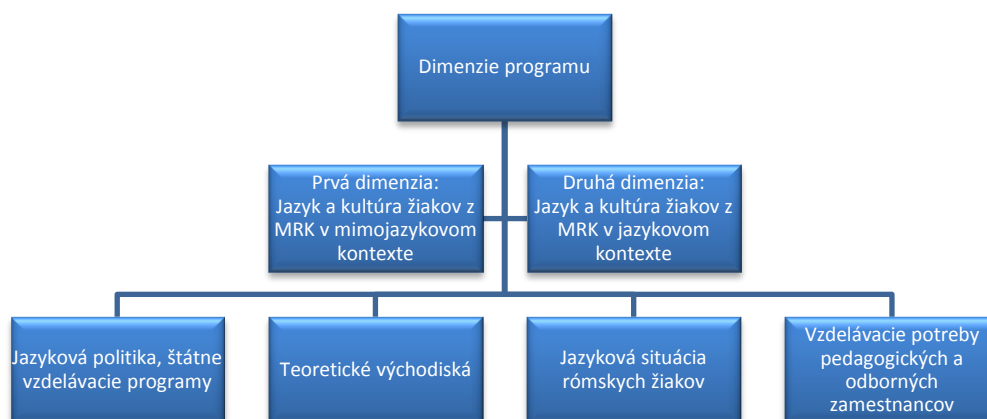 Dimenzie programu
Prvá dimenzia:
Jazyk a kultúra žiakov z
MRK v mimojazykovom
kontexte
Druhá dimenzia:
Jazyk a kultúra žiakov z
MRK v jazykovom
kontexte
Jazyková politika, štátne
vzdelávacie programy
Teoretické východiská
Jazyková situácia
rómskych žiakov
Vzdelávacie potreby
pedagogických a
odborných
zamestnancov